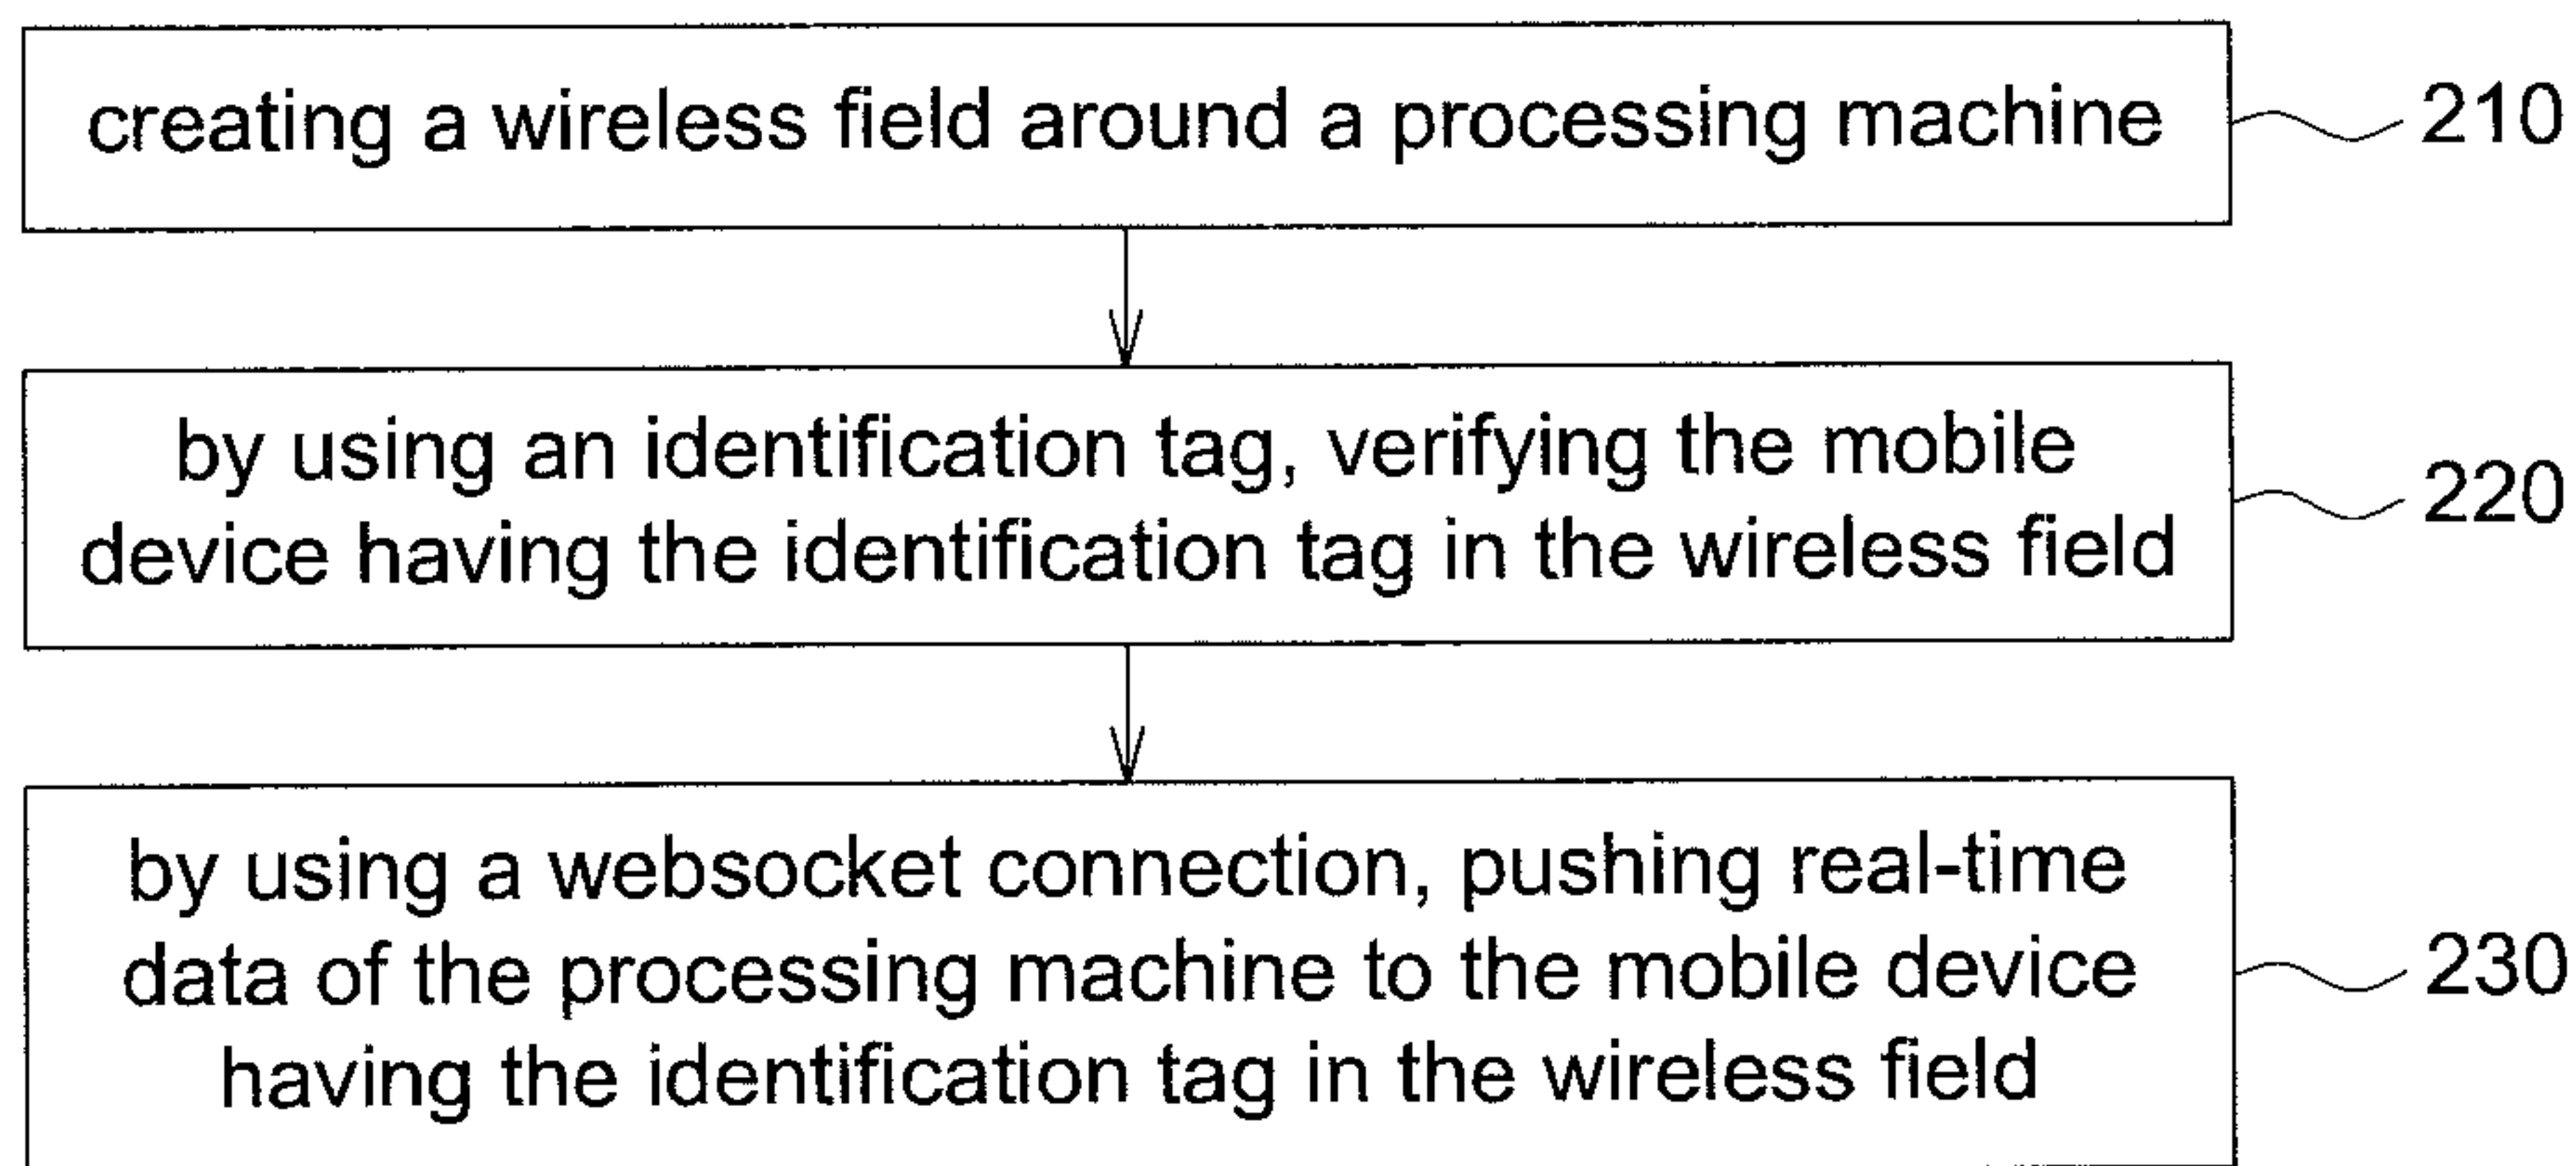 creating a wireless field around a processing machine
210
by using an identification tag, verifying the mobile
device having the identification tag in the wireless field
220
by using a websocket connection, pushing real-time
data of the processing machine to the mobile device
having the identification tag in the wireless field
230